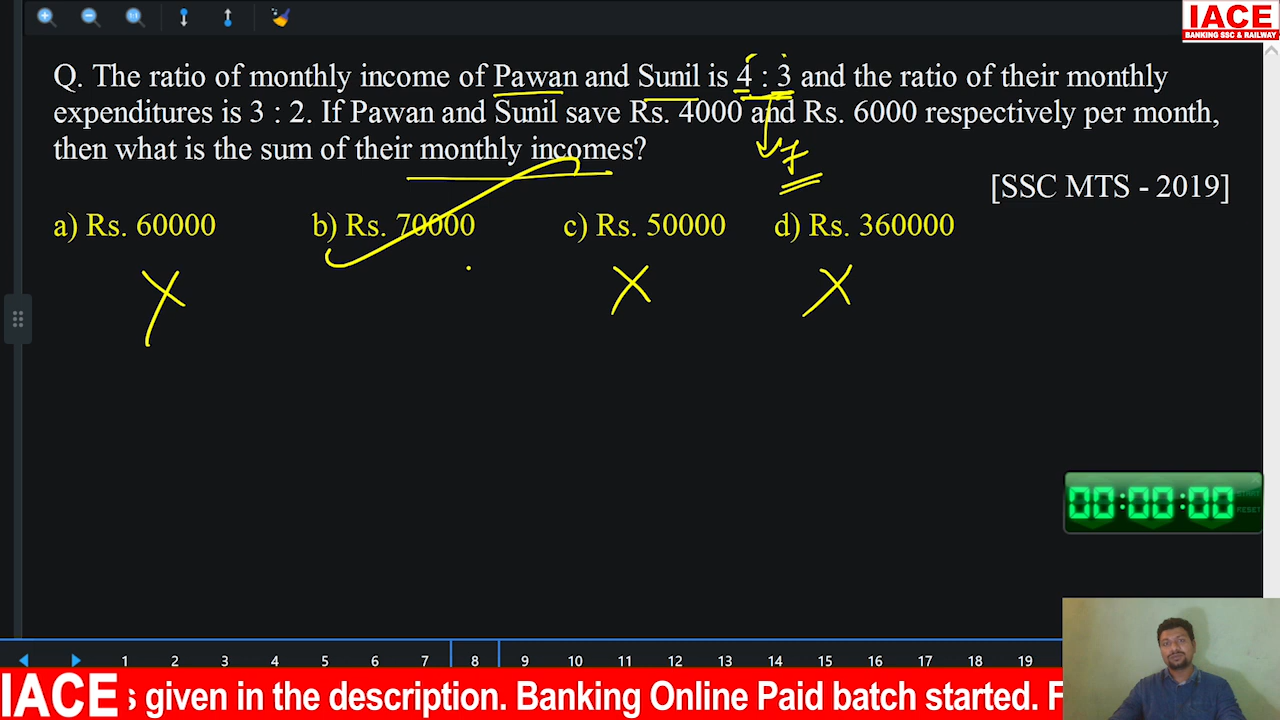 IACE
BANKING SSC & RAILWAY
Q. The ratio of monthly income of Pawan and Sunil is 4 : 3 and the ratio of their monthly
expenditures is 3 : 2. If Pawan and Sunil save Rs. 4000 and Rs. 6000 respectively per month,
then what is the sum of their monthly incomes?
7
[SSC MTS - 2019]
a) Rs. 60000 b) Rs. 70000 c) Rs. 50000 d) Rs. 360000
00:00:00
RESET
1 2 3 4 5 6 7 8 9 10 11 12 13 14 15 16 17 18 19
IACE s given in the description. Banking Online Paid batch started. F